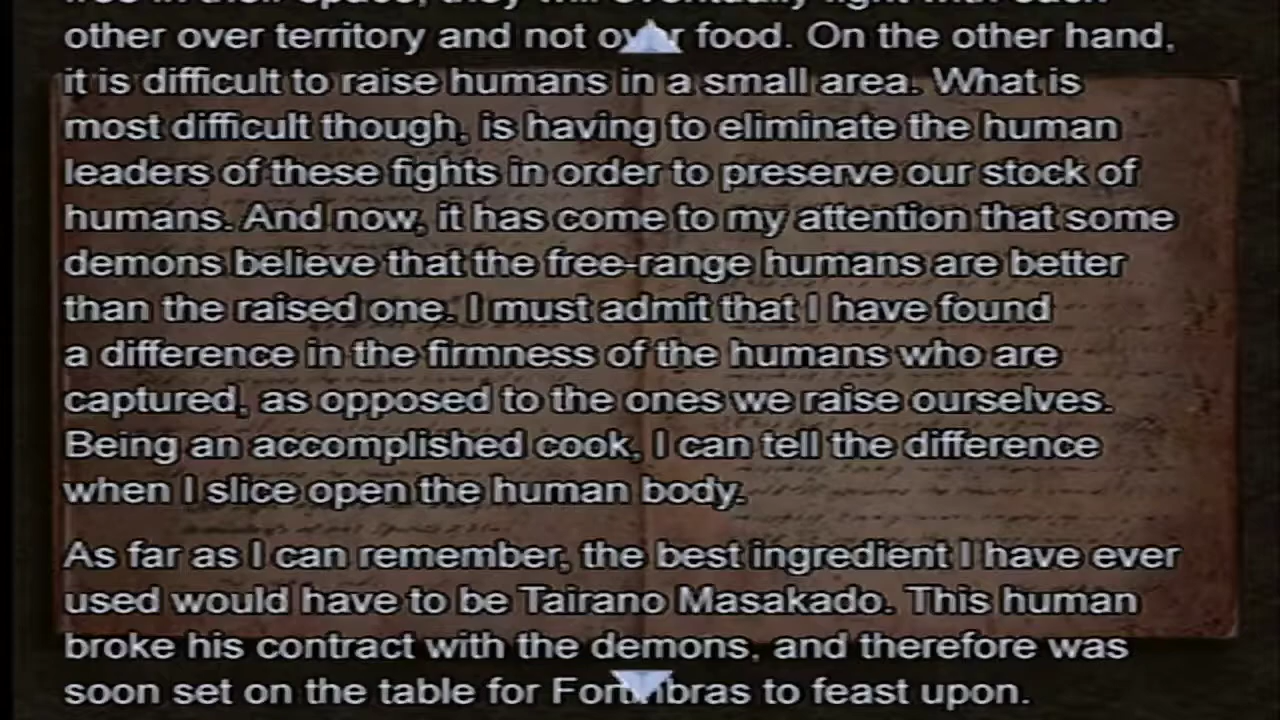 other over territory and not over food. On the other hand,
it is difficult to raise humans in a small area. What is
most difficult though, is having to eliminate the human
leaders of these fights in order to preserve our stock of
humans. And now, it has come to my attention that some
demons believe that the free-range humans are better
than the raised one. I must admit that I have found
a difference in the firmness of the humans who are
captured, as opposed to the ones we raise ourselves.
Being an accomplished cook, I can tell the difference
when I slice open the human body.
As far as I can remember, the best ingredient I have ever
used would have to be Tairano Masakado. This human
broke his contract with the demons, and therefore was
soon set on the table for Fortinbras to feast upon.